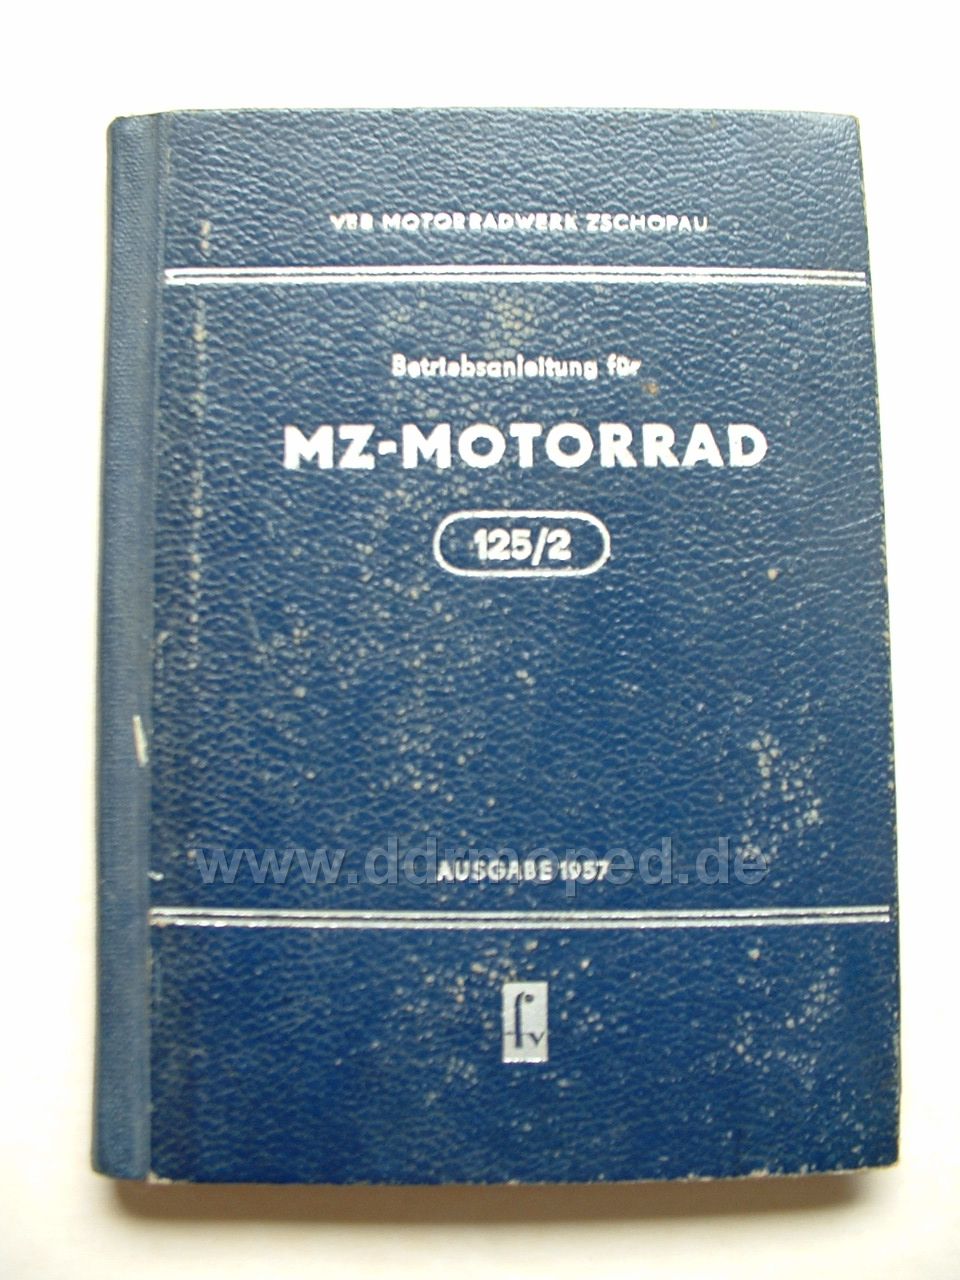 VEB MOTORRADWERK ZSCHOPAU
Betriebsanleitung für
MZ-MOTORRAD
125/2
www.ddrmoped.de
AUSGABE 1957
fv